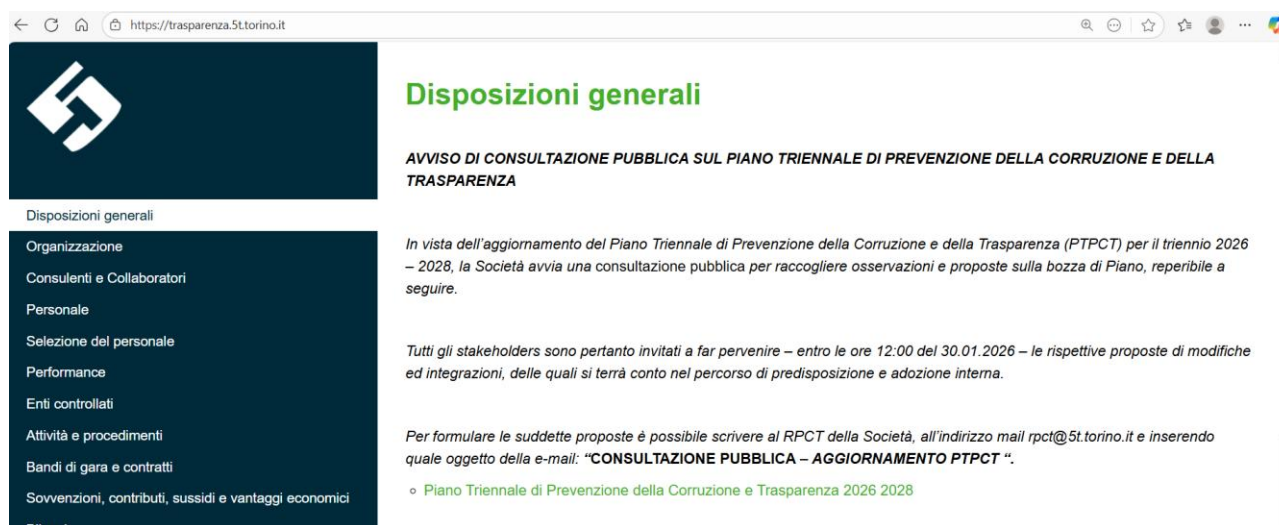 https://trasparenza.5t.torino.it
Disposizioni generali
Organizzazione
Consulenti e Collaboratori
Personale
Selezione del personale
Performance
Enti controllati
Attività e procedimenti
Bandi di gara e contratti
Sovvenzioni, contributi, sussidi e vantaggi economici
Disposizioni generali
AVVISO DI CONSULTAZIONE PUBBLICA SUL PIANO TRIENNALE DI PREVENZIONE DELLA CORRUZIONE E DELLA
TRASPARENZA
In vista dell'aggiornamento del Piano Triennale di Prevenzione della Corruzione e della Trasparenza (PTPCT) per il triennio 2026
– 2028, la Società avvia una consultazione pubblica per raccogliere osservazioni e proposte sulla bozza di Piano, reperibile a
seguire.
Tutti gli stakeholders sono pertanto invitati a far pervenire – entro le ore 12:00 del 30.01.2026 – le rispettive proposte di modifiche
ed integrazioni, delle quali si terrà conto nel percorso di predisposizione e adozione interna.
Per formulare le suddette proposte è possibile scrivere al RPCT della Società, all'indirizzo mail rpct@5t.torino.it e inserendo
quale oggetto della e-mail: "CONSULTAZIONE PUBBLICA – AGGIORNAMENTO PTPCT ".
Piano Triennale di Prevenzione della Corruzione e Trasparenza 2026 2028